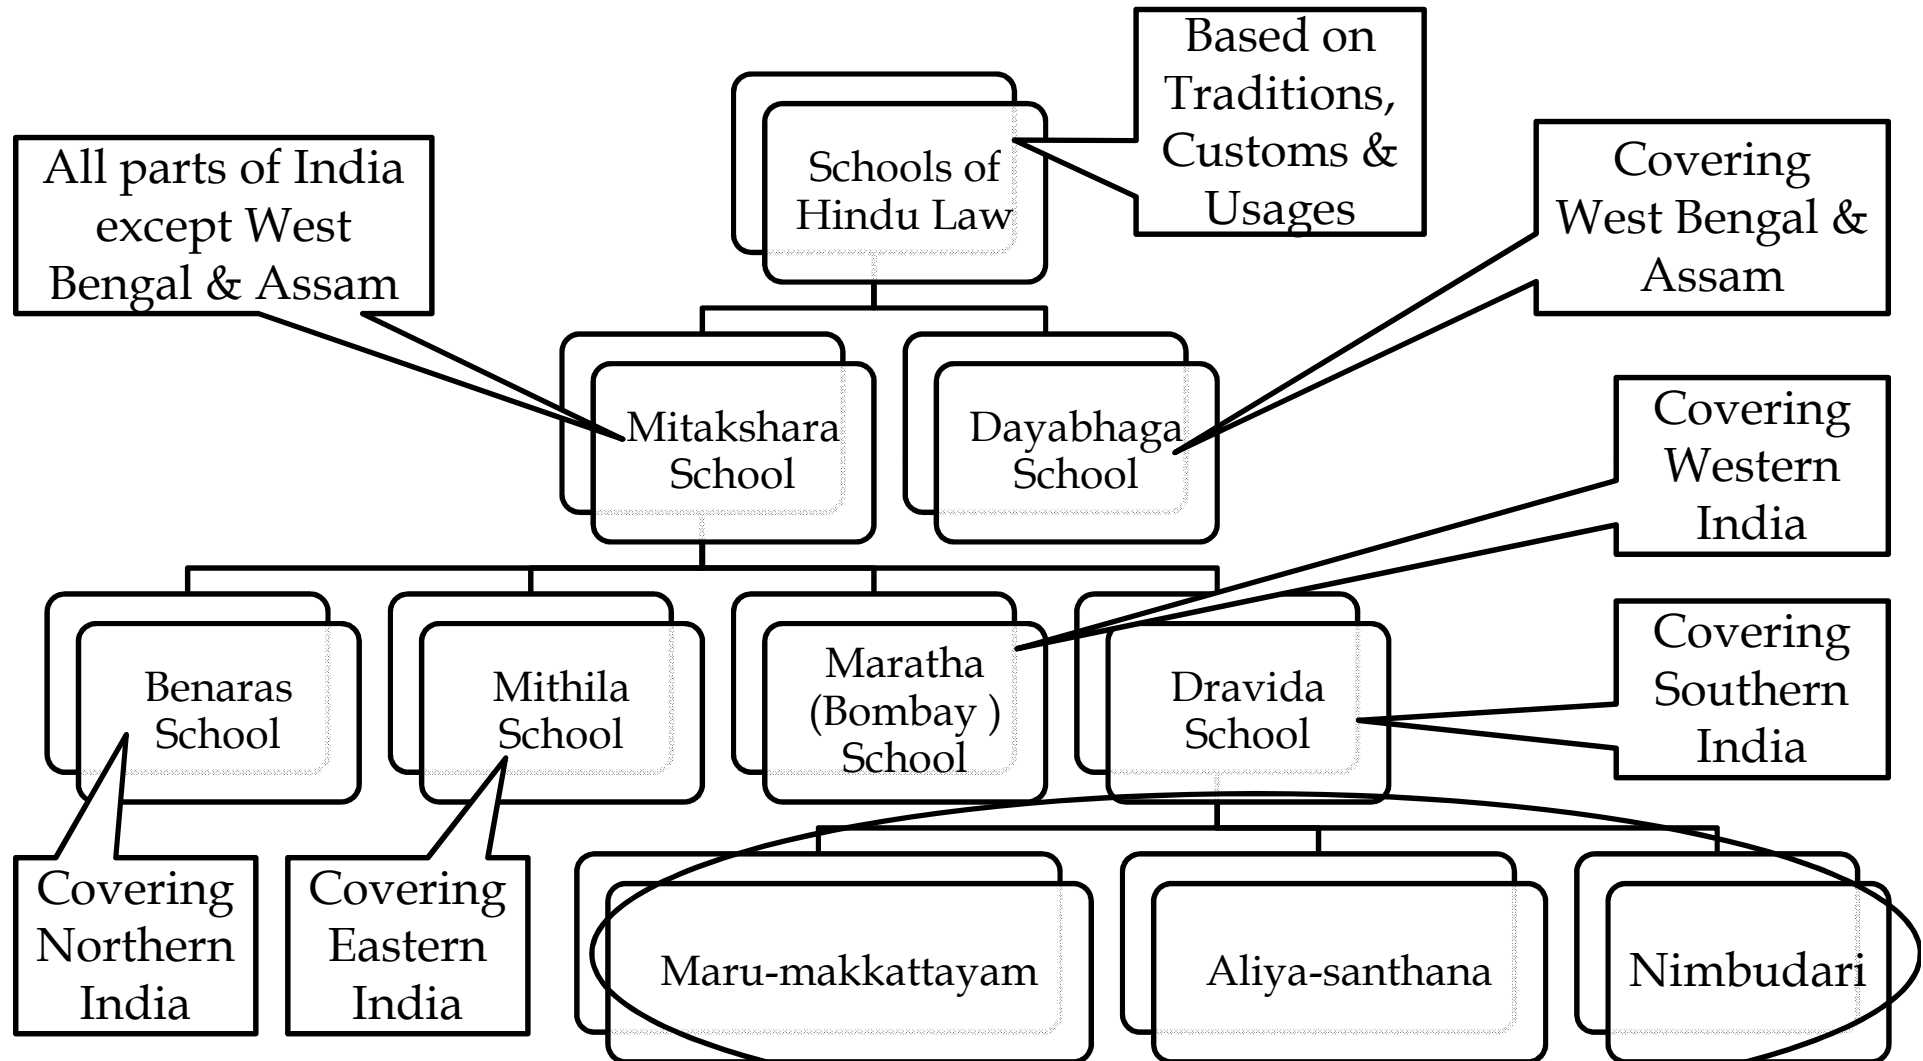 Based on
Traditions,
Customs &
Usages
Schools of
Hindu Law
All parts of India
except West
Bengal & Assam
Covering
West Bengal &
Assam
Mitakshara
School
Dayabhaga
School
Covering
Western
India
Benaras
School
Mithila
School
Maratha
(Bombay )
School
Dravida
School
Covering
Southern
India
Covering
Northern
India
Covering
Eastern
India
Maru-makkattayam
Aliya-santhana
Nimbudari